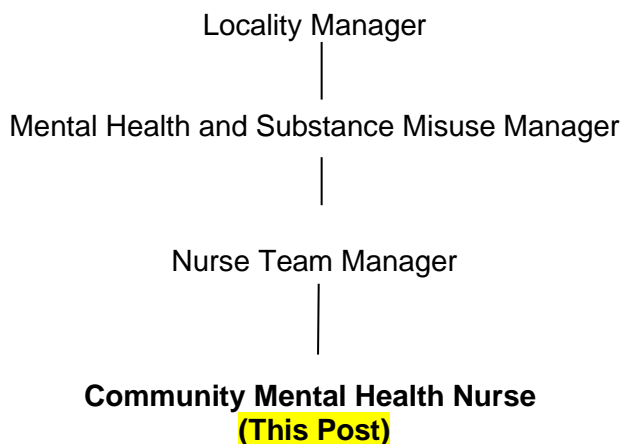 Locality Manager
Mental Health and Substance Misuse Manager
Nurse Team Manager
Community Mental Health Nurse
(This Post)